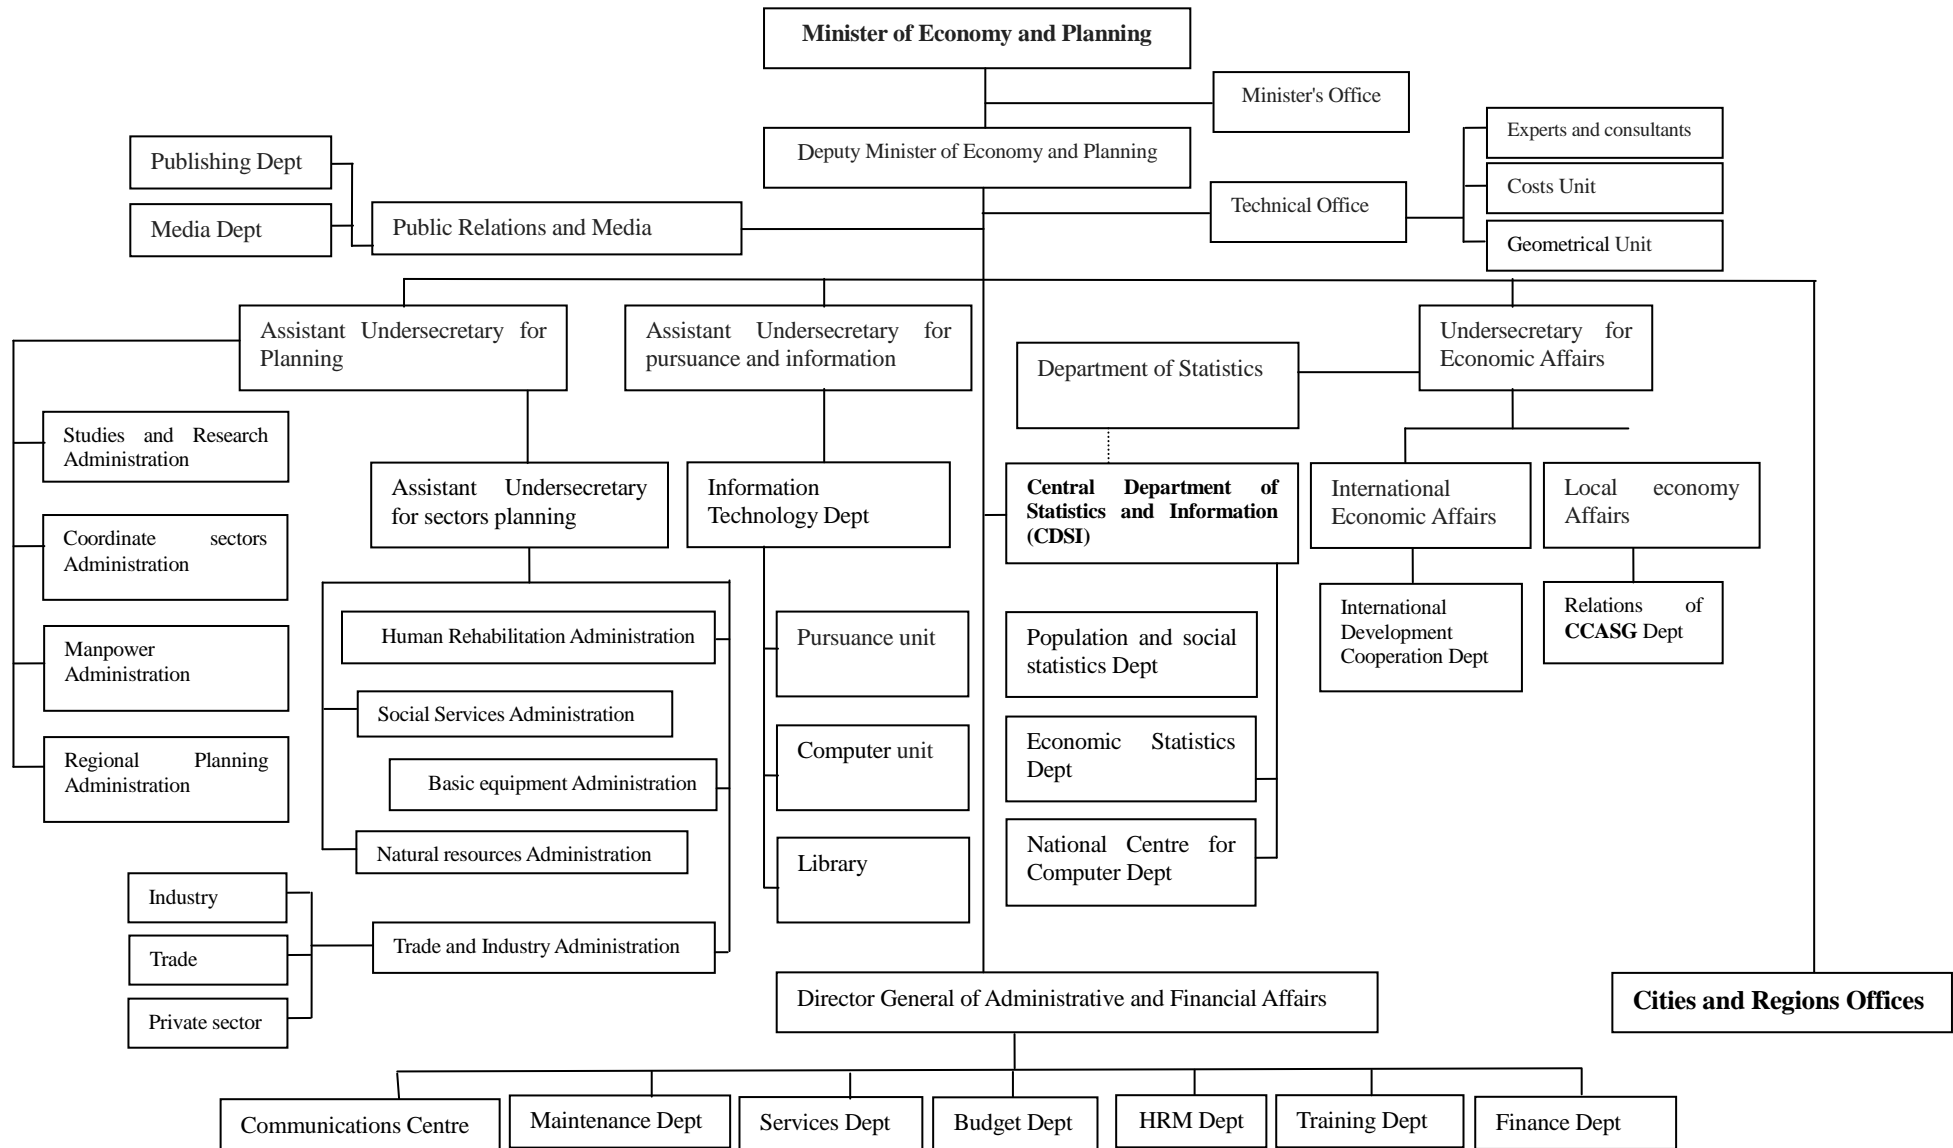 Minister of Economy and Planning
Minister's Office
Deputy Minister of Economy and Planning
Experts and consultants
Costs Unit
Geometrical Unit
Technical Office
Publishing Dept
Media Dept
Public Relations and Media
Assistant Undersecretary for
Planning
Assistant Undersecretary for
pursuance and information
Undersecretary for
Economic Affairs
Department of Statistics
Studies and Research
Administration
Coordinate sectors
Administration
Manpower
Administration
Regional Planning
Administration
Assistant Undersecretary
for sectors planning
Information
Technology Dept
Central Department of
Statistics and Information
(CDSI)
International
Economic Affairs
Local economy
Affairs
Human Rehabilitation Administration
Social Services Administration
Basic equipment Administration
Natural resources Administration
Trade and Industry Administration
Industry
Trade
Private sector
Pursuance unit
Computer unit
Library
Population and social
statistics Dept
Economic Statistics
Dept
National Centre for
Computer Dept
International
Development
Cooperation Dept
Relations of
CCASG Dept
Director General of Administrative and Financial Affairs
Cities and Regions Offices
Communications Centre
Maintenance Dept
Services Dept
Budget Dept
HRM Dept
Training Dept
Finance Dept